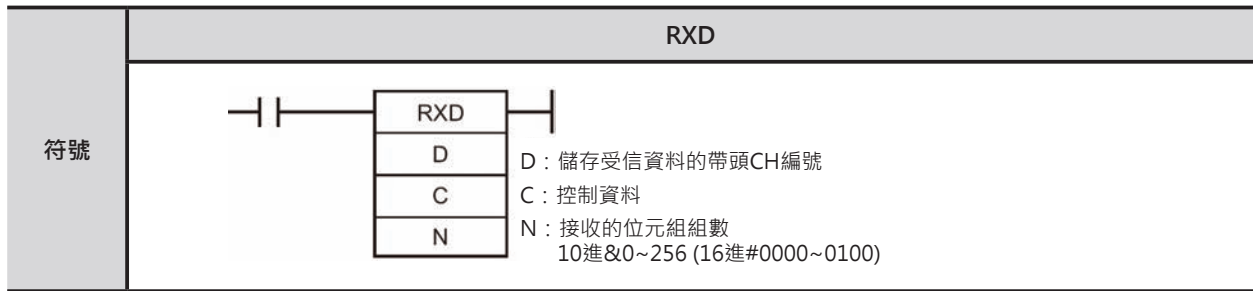 RXD
符號
RXD
D
C
N
D：儲存受信資料的帶頭CH編號
C：控制資料
N：接收的位元組組數
10進&0~256 (16進#0000~0100)